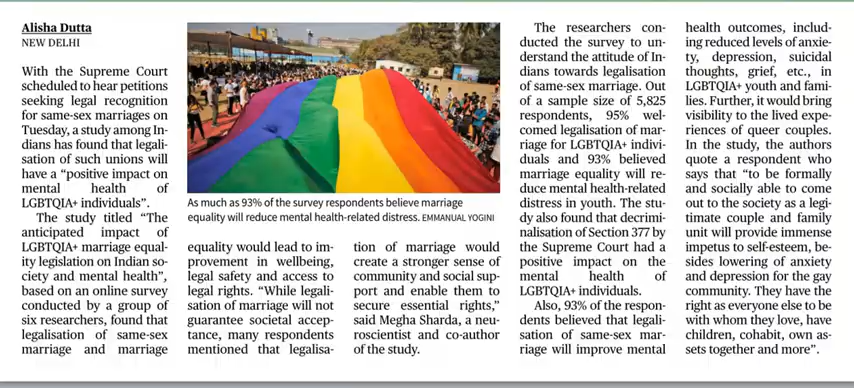 Alisha Dutta
NEW DELHI
With the Supreme Court
scheduled to hear petitions
seeking legal recognition
for same-sex marriages on
Tuesday, a study among In-
dians has found that legali-
sation of such unions will
have a “positive impact on
mental health of
LGBTQIA+ individuals”.
The study titled “The
anticipated impact of
LGBTQIA+ marriage equal-
ity legislation on Indian so-
ciety and mental health”,
based on an online survey
conducted by a group of
six researchers, found that
legalisation of same-sex
marriage and marriage
As much as 93% of the survey respondents believe marriage
equality will reduce mental health-related distress. EMMANUAL YOGINI
equality would lead to im-
provement in wellbeing,
legal safety and access to
legal rights. “While legali-
sation of marriage will not
guarantee societal accep-
tance, many respondents
mentioned that legalisa-
tion of marriage would
create a stronger sense of
community and social sup-
port and enable them to
secure essential rights,”
said Megha Sharda, a neu-
roscientist and co-author
of the study.
The researchers con-
ducted the survey to un-
derstand the attitude of In-
dians towards legalisation
of same-sex marriage. Out
of a sample size of 5,825
respondents, 95% wel-
comed legalisation of mar-
riage for LGBTQIA+ indivi-
duals and 93% believed
marriage equality will re-
duce mental health-related
distress in youth. The stu-
dy also found that decrimi-
nalisation of Section 377 by
the Supreme Court had a
positive impact on the
mental health of
LGBTQIA+ individuals.
Also, 93% of the respon-
dents believed that legali-
sation of same-sex mar-
riage will improve mental
health outcomes, includ-
ing reduced levels of anxie-
ty, depression, suicidal
thoughts, grief, etc., in
LGBTQIA+ youth and fami-
lies. Further, it would bring
visibility to the lived expe-
riences of queer couples.
In the study, the authors
quote a respondent who
says that “to be formally
and socially able to come
out to the society as a legi-
timate couple and family
unit will provide immense
impetus to self-esteem, be-
sides lowering of anxiety
and depression for the gay
community. They have the
right as everyone else to be
with whom they love, have
children, cohabit, own as-
sets together and more”.